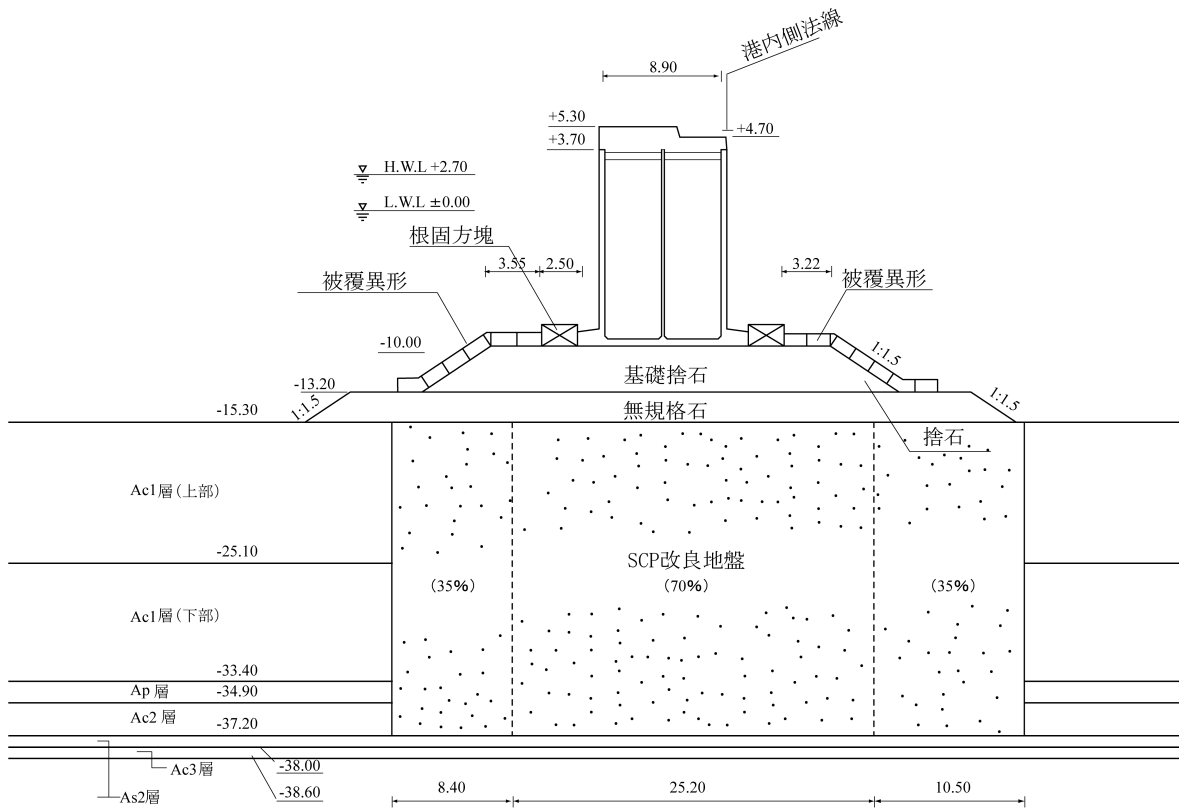 港内側法線
8.90
+5.30
+4.70
+3.70
H.W.L +2.70
L.W.L ±0.00
根固方塊
3.55
2.50
3.22
被覆異形
被覆異形
-10.00
1:1.5
基礎捨石
-13.20
1:1.5
1:1.5
-15.30
無規格石
捨石
Ac1層(上部)
-25.10
SCP改良地盤
(35%)
(70%)
(35%)
Ac1層(下部)
-33.40
Ap 層
-34.90
Ac2 層
-37.20
Ac3層
-38.00
As2層
-38.60
8.40
25.20
10.50